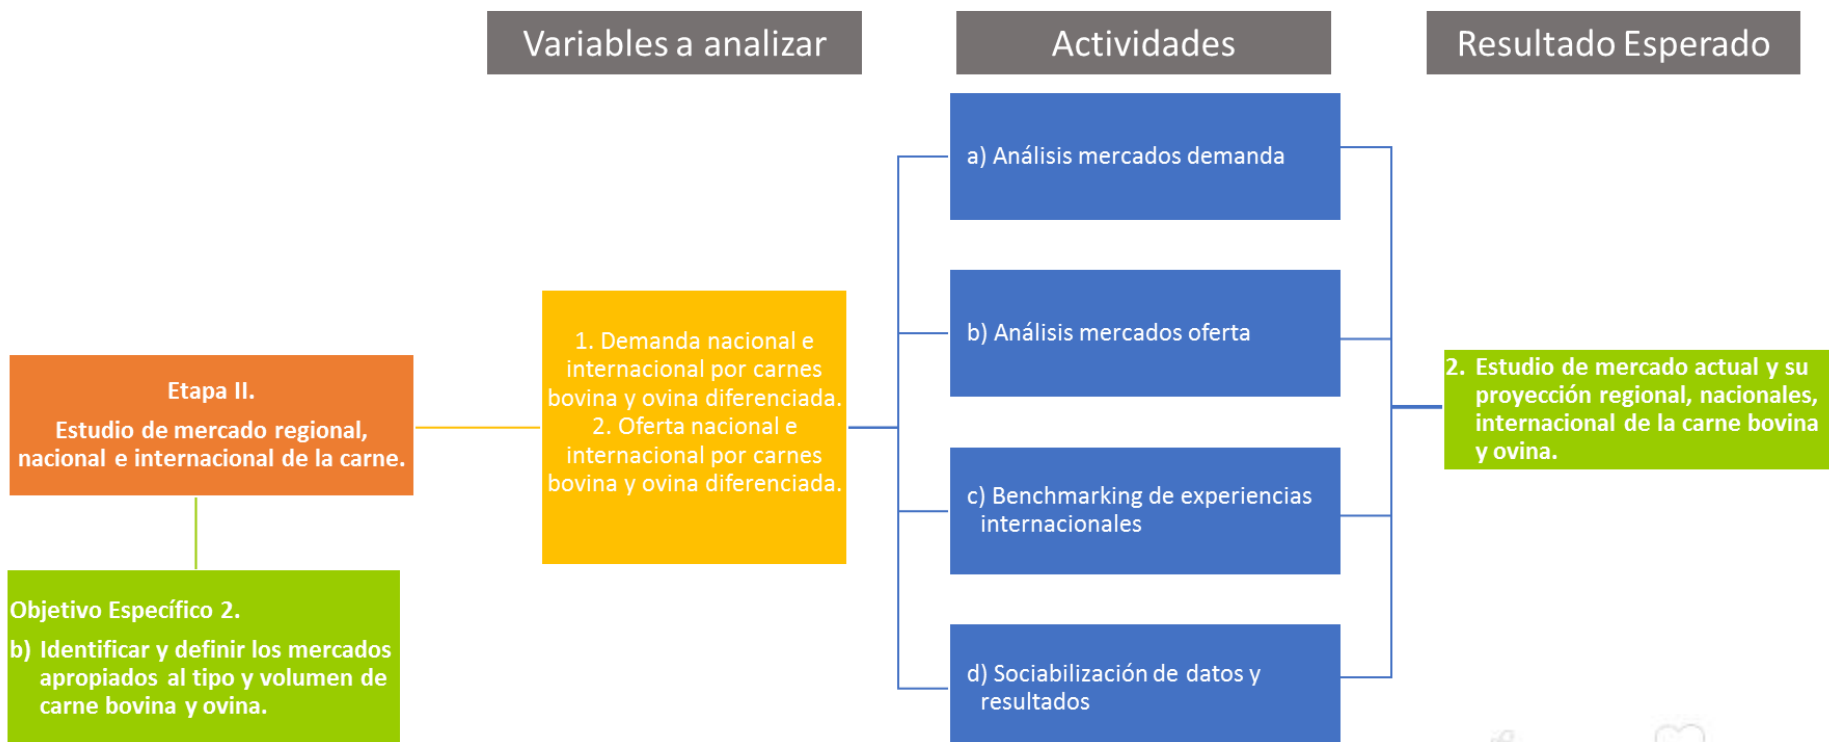 Variables a analizar
Actividades
Resultado Esperado
Etapa II.
Estudio de mercado regional,
nacional e internacional de la carne.
Objetivo Específico 2.
b) Identificar y definir los mercados
apropiados al tipo y volumen de
carne bovina y ovina.
1. Demanda nacional e
internacional por carnes
bovina y ovina diferenciada.
2. Oferta nacional e
internacional por carnes
bovina y ovina diferenciada.
a) Análisis mercados demanda
b) Análisis mercados oferta
c) Benchmarking de experiencias
internacionales
d) Sociabilización de datos y
resultados
2. Estudio de mercado actual y su
proyección regional, nacionales,
internacional de la carne bovina
y ovina.